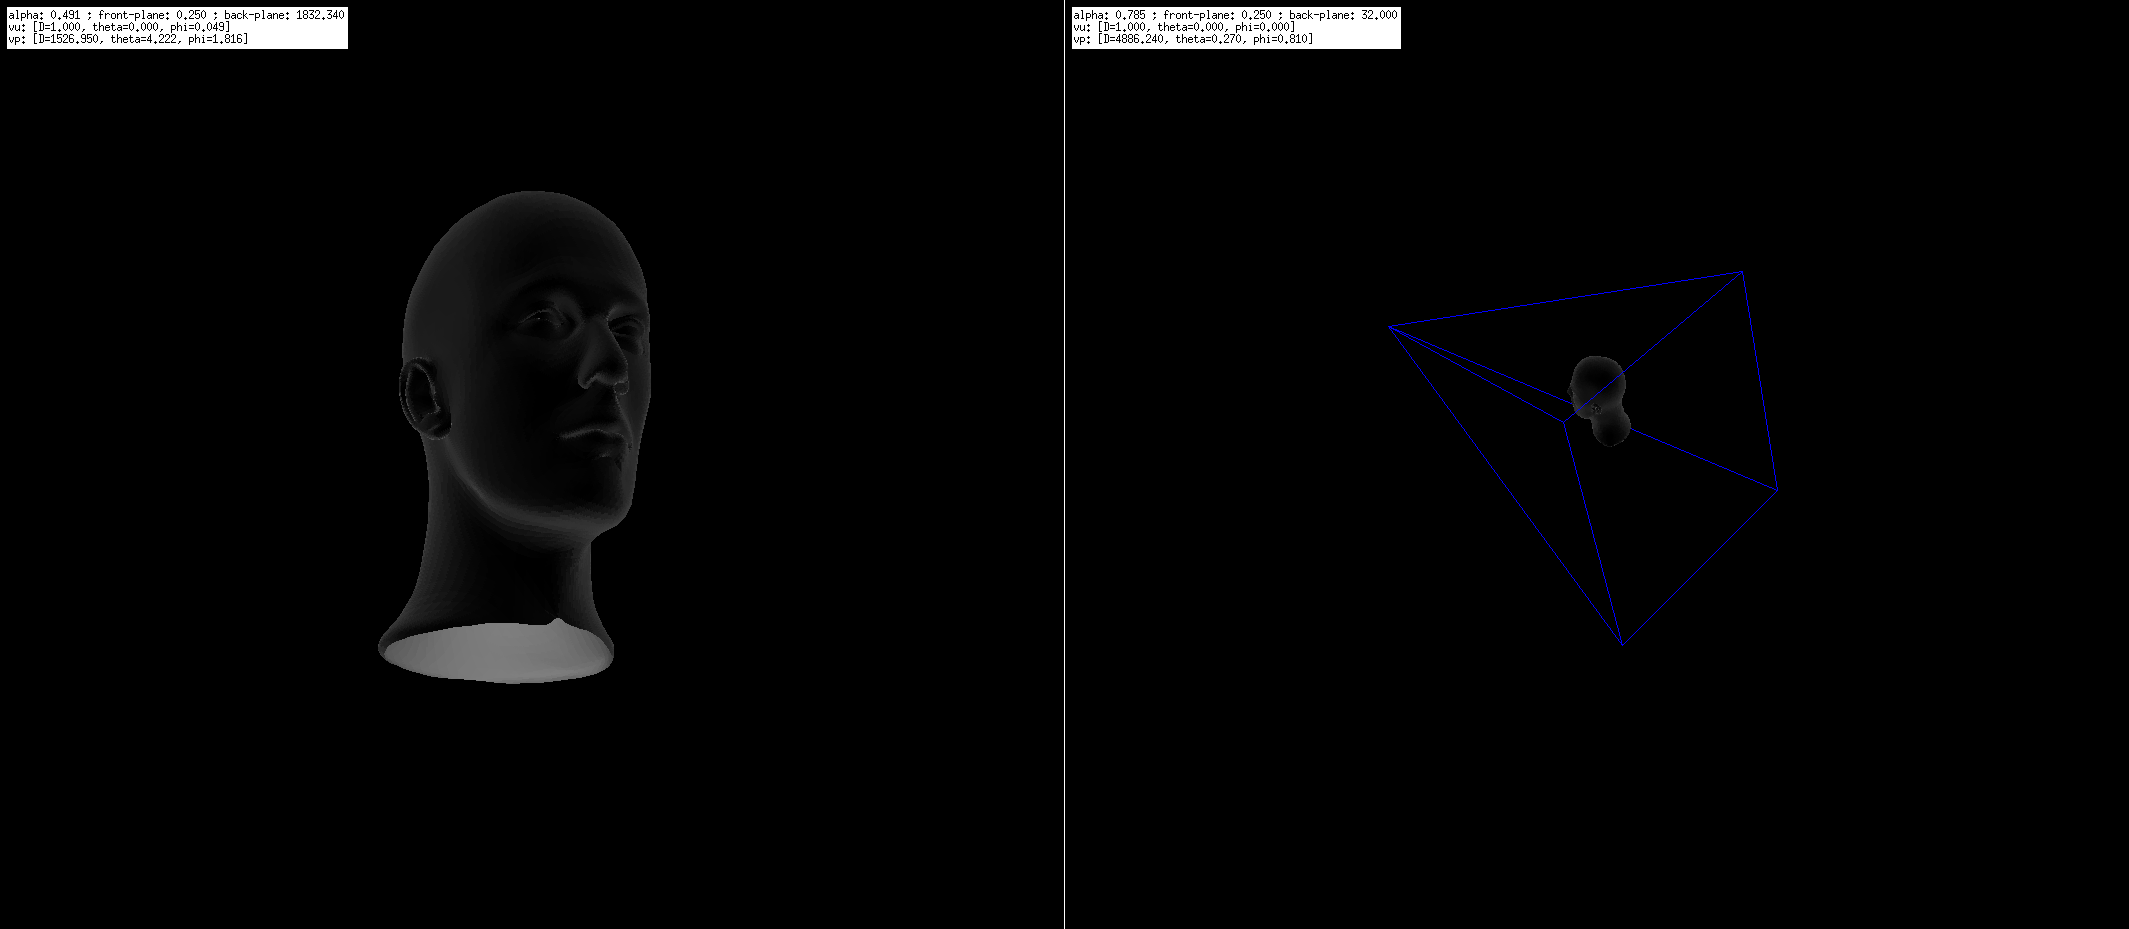 alpha: 0.491 ; front-plane: 0.250 ; back-plane: 1832.340
vu: [D=1.000, theta=0.000, phi=0.049]
vp: [D=1526.950, theta=4.222, phi=1.816]
alpha: 0.785 ; front-plane: 0.250 ; back-plane: 32.000
vu: [D=1.000, theta=0.000, phi=0.000]
vp: [D=4886.240, theta=0.270, phi=0.810]